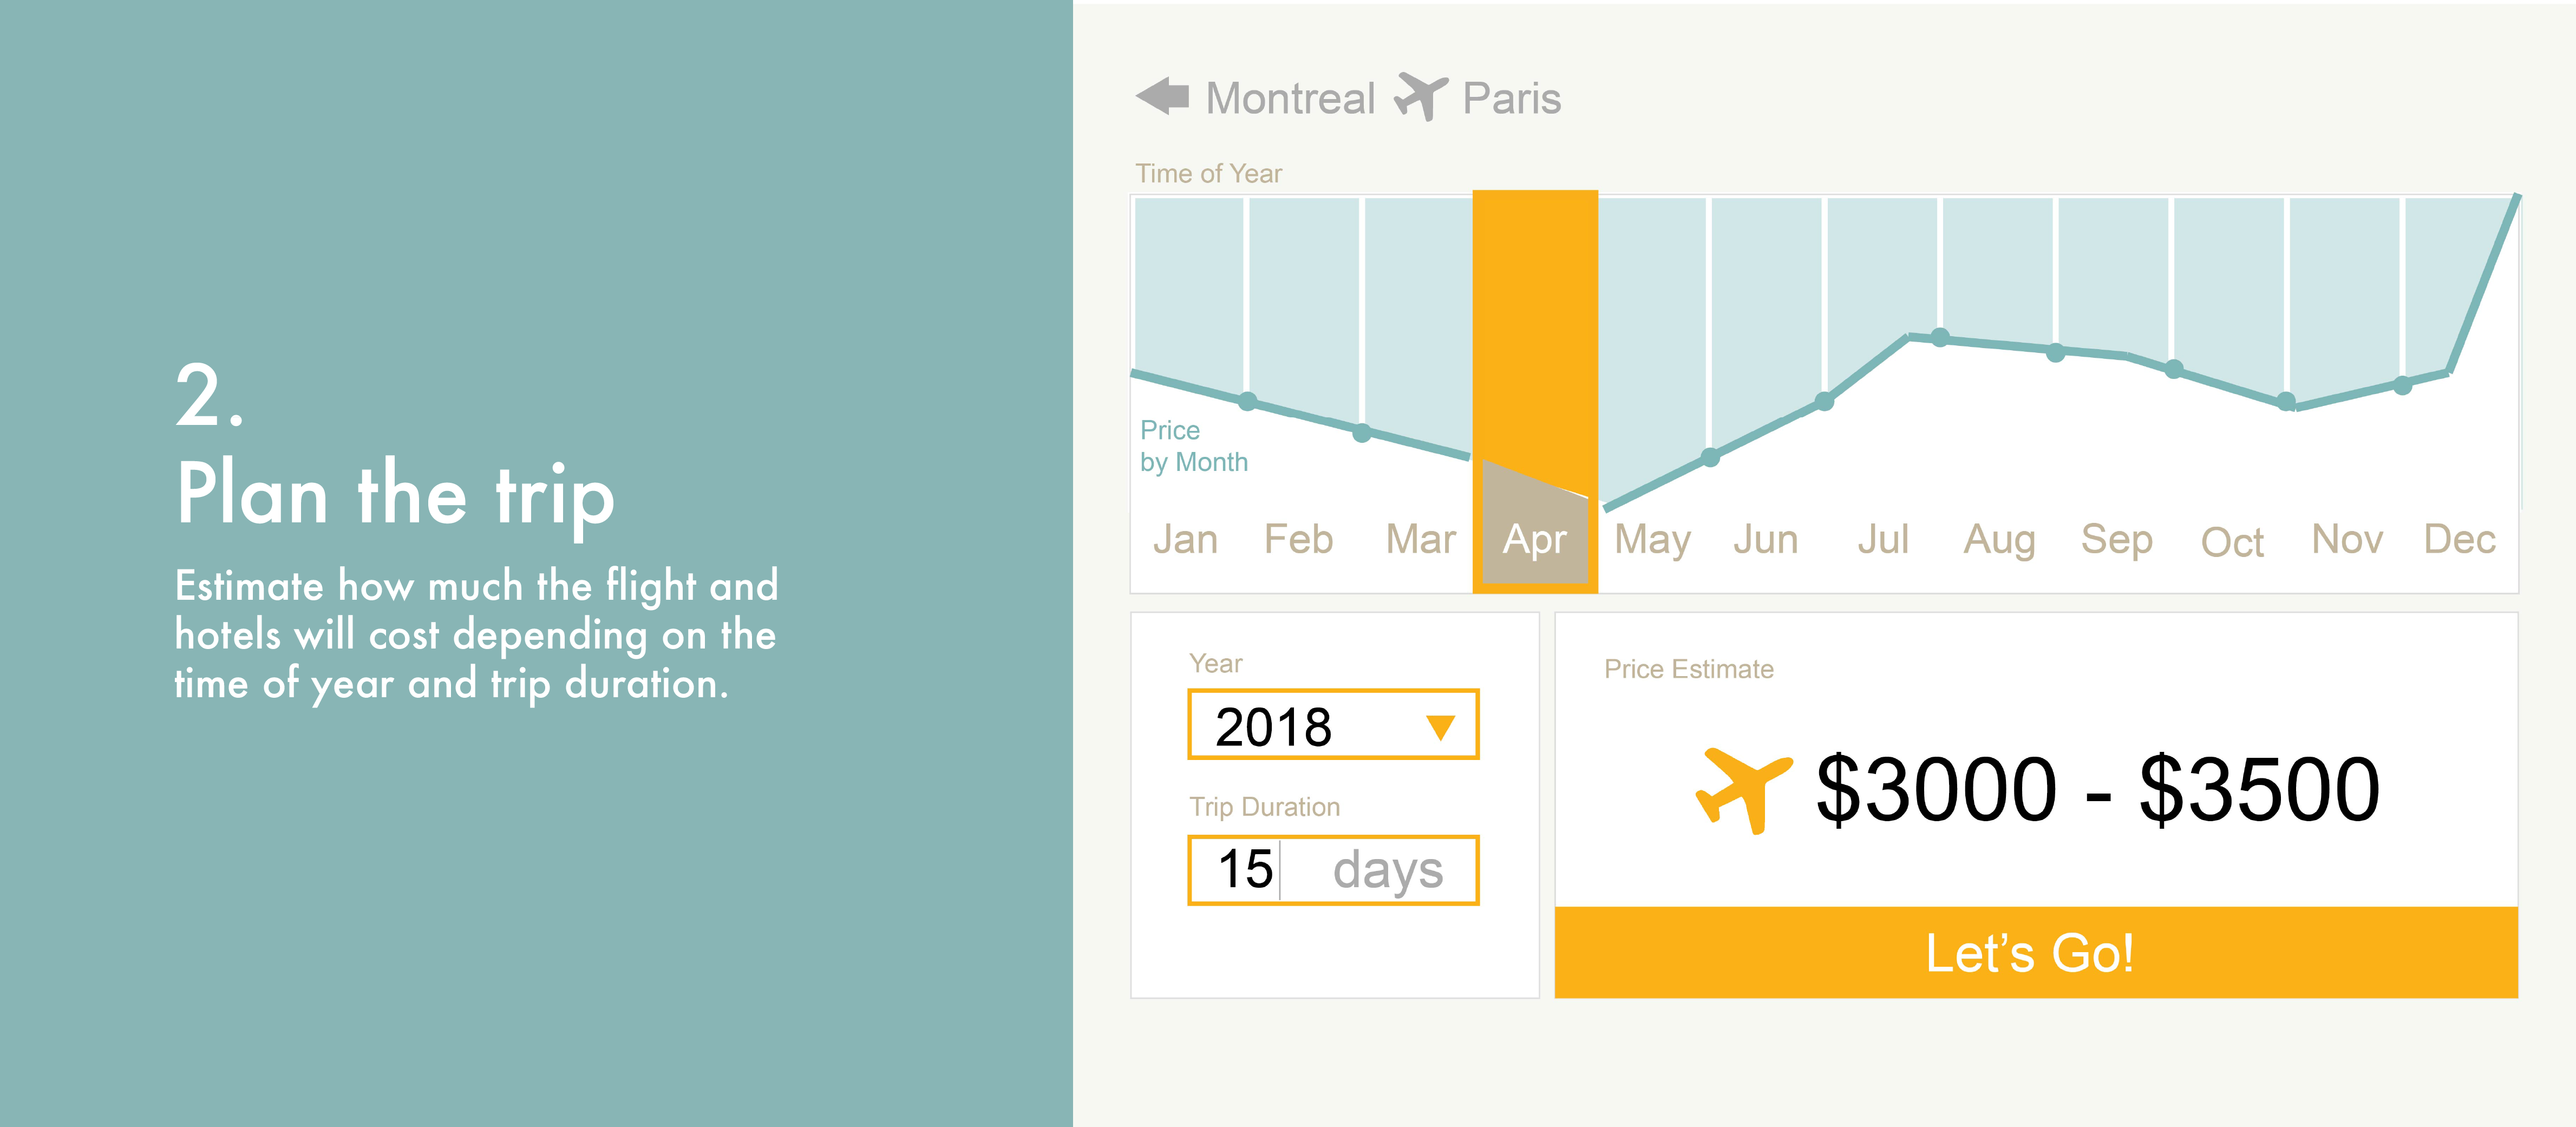 2.
Plan the trip
Estimate how much the flight and
hotels will cost depending on the
time of year and trip duration.
Montreal Paris
Time of Year
Price
by Month
Jan Feb Mar Apr May Jun Jul Aug Sep Oct Nov Dec
Year
2018
Trip Duration
15 days
Price Estimate
$3000 - $3500
Let’s Go!